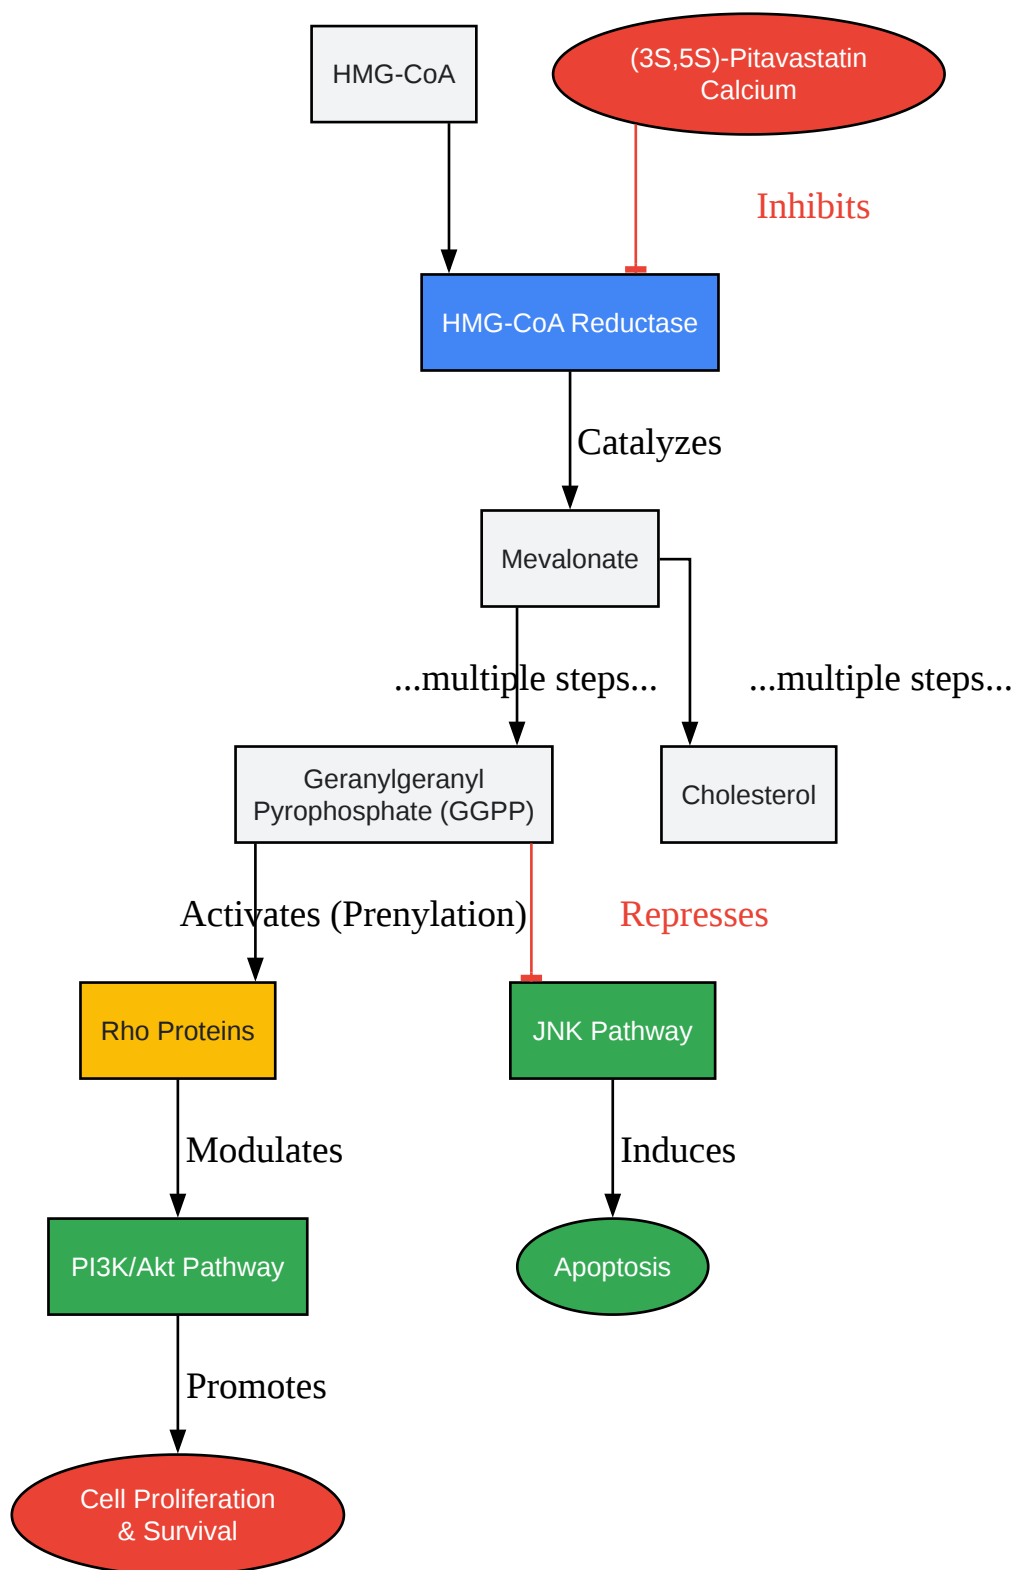 HMG-CoA
(3S,5S)-Pitavastatin
Calcium
Inhibits
HMG-CoA Reductase
Catalyzes
Mevalonate
...multiple steps...
...multiple steps...
Geranylgeranyl
Pyrophosphate (GGPP)
Cholesterol
Activates (Prenylation)
Represses
Rho Proteins
JNK Pathway
Modulates
Induces
PI3K/Akt Pathway
Apoptosis
Promotes
Cell Proliferation
& Survival